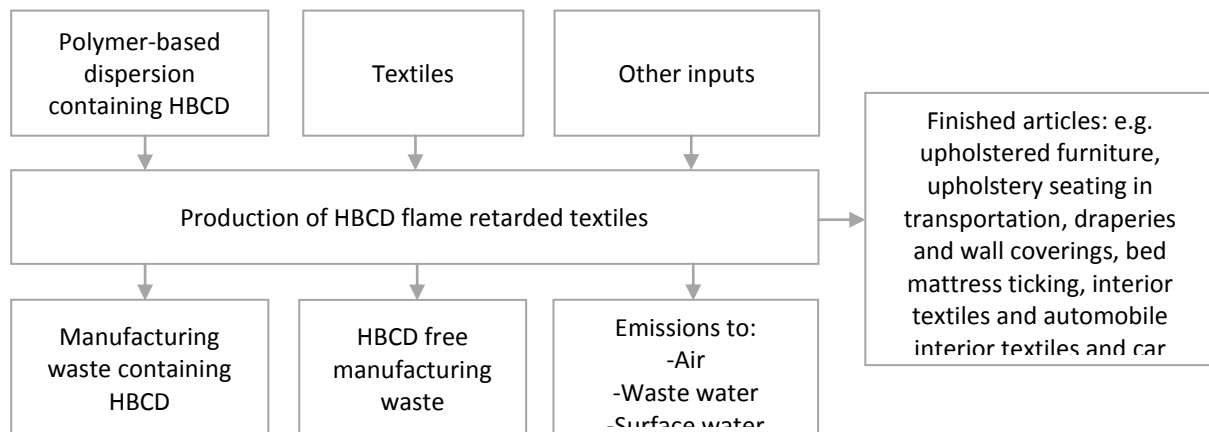 Polymer-based
dispersion
containing HBCD
Textiles
Other inputs
Finished articles: e.g.
upholstered furniture,
upholstery seating in
transportation, draperies
and wall coverings, bed
mattress ticking, interior
textiles and automobile
interior textiles and car
Production of HBCD flame retarded textiles
Manufacturing
waste containing
HBCD
HBCD free
manufacturing
waste
Emissions to:
-Air
-Waste water
-Surface water